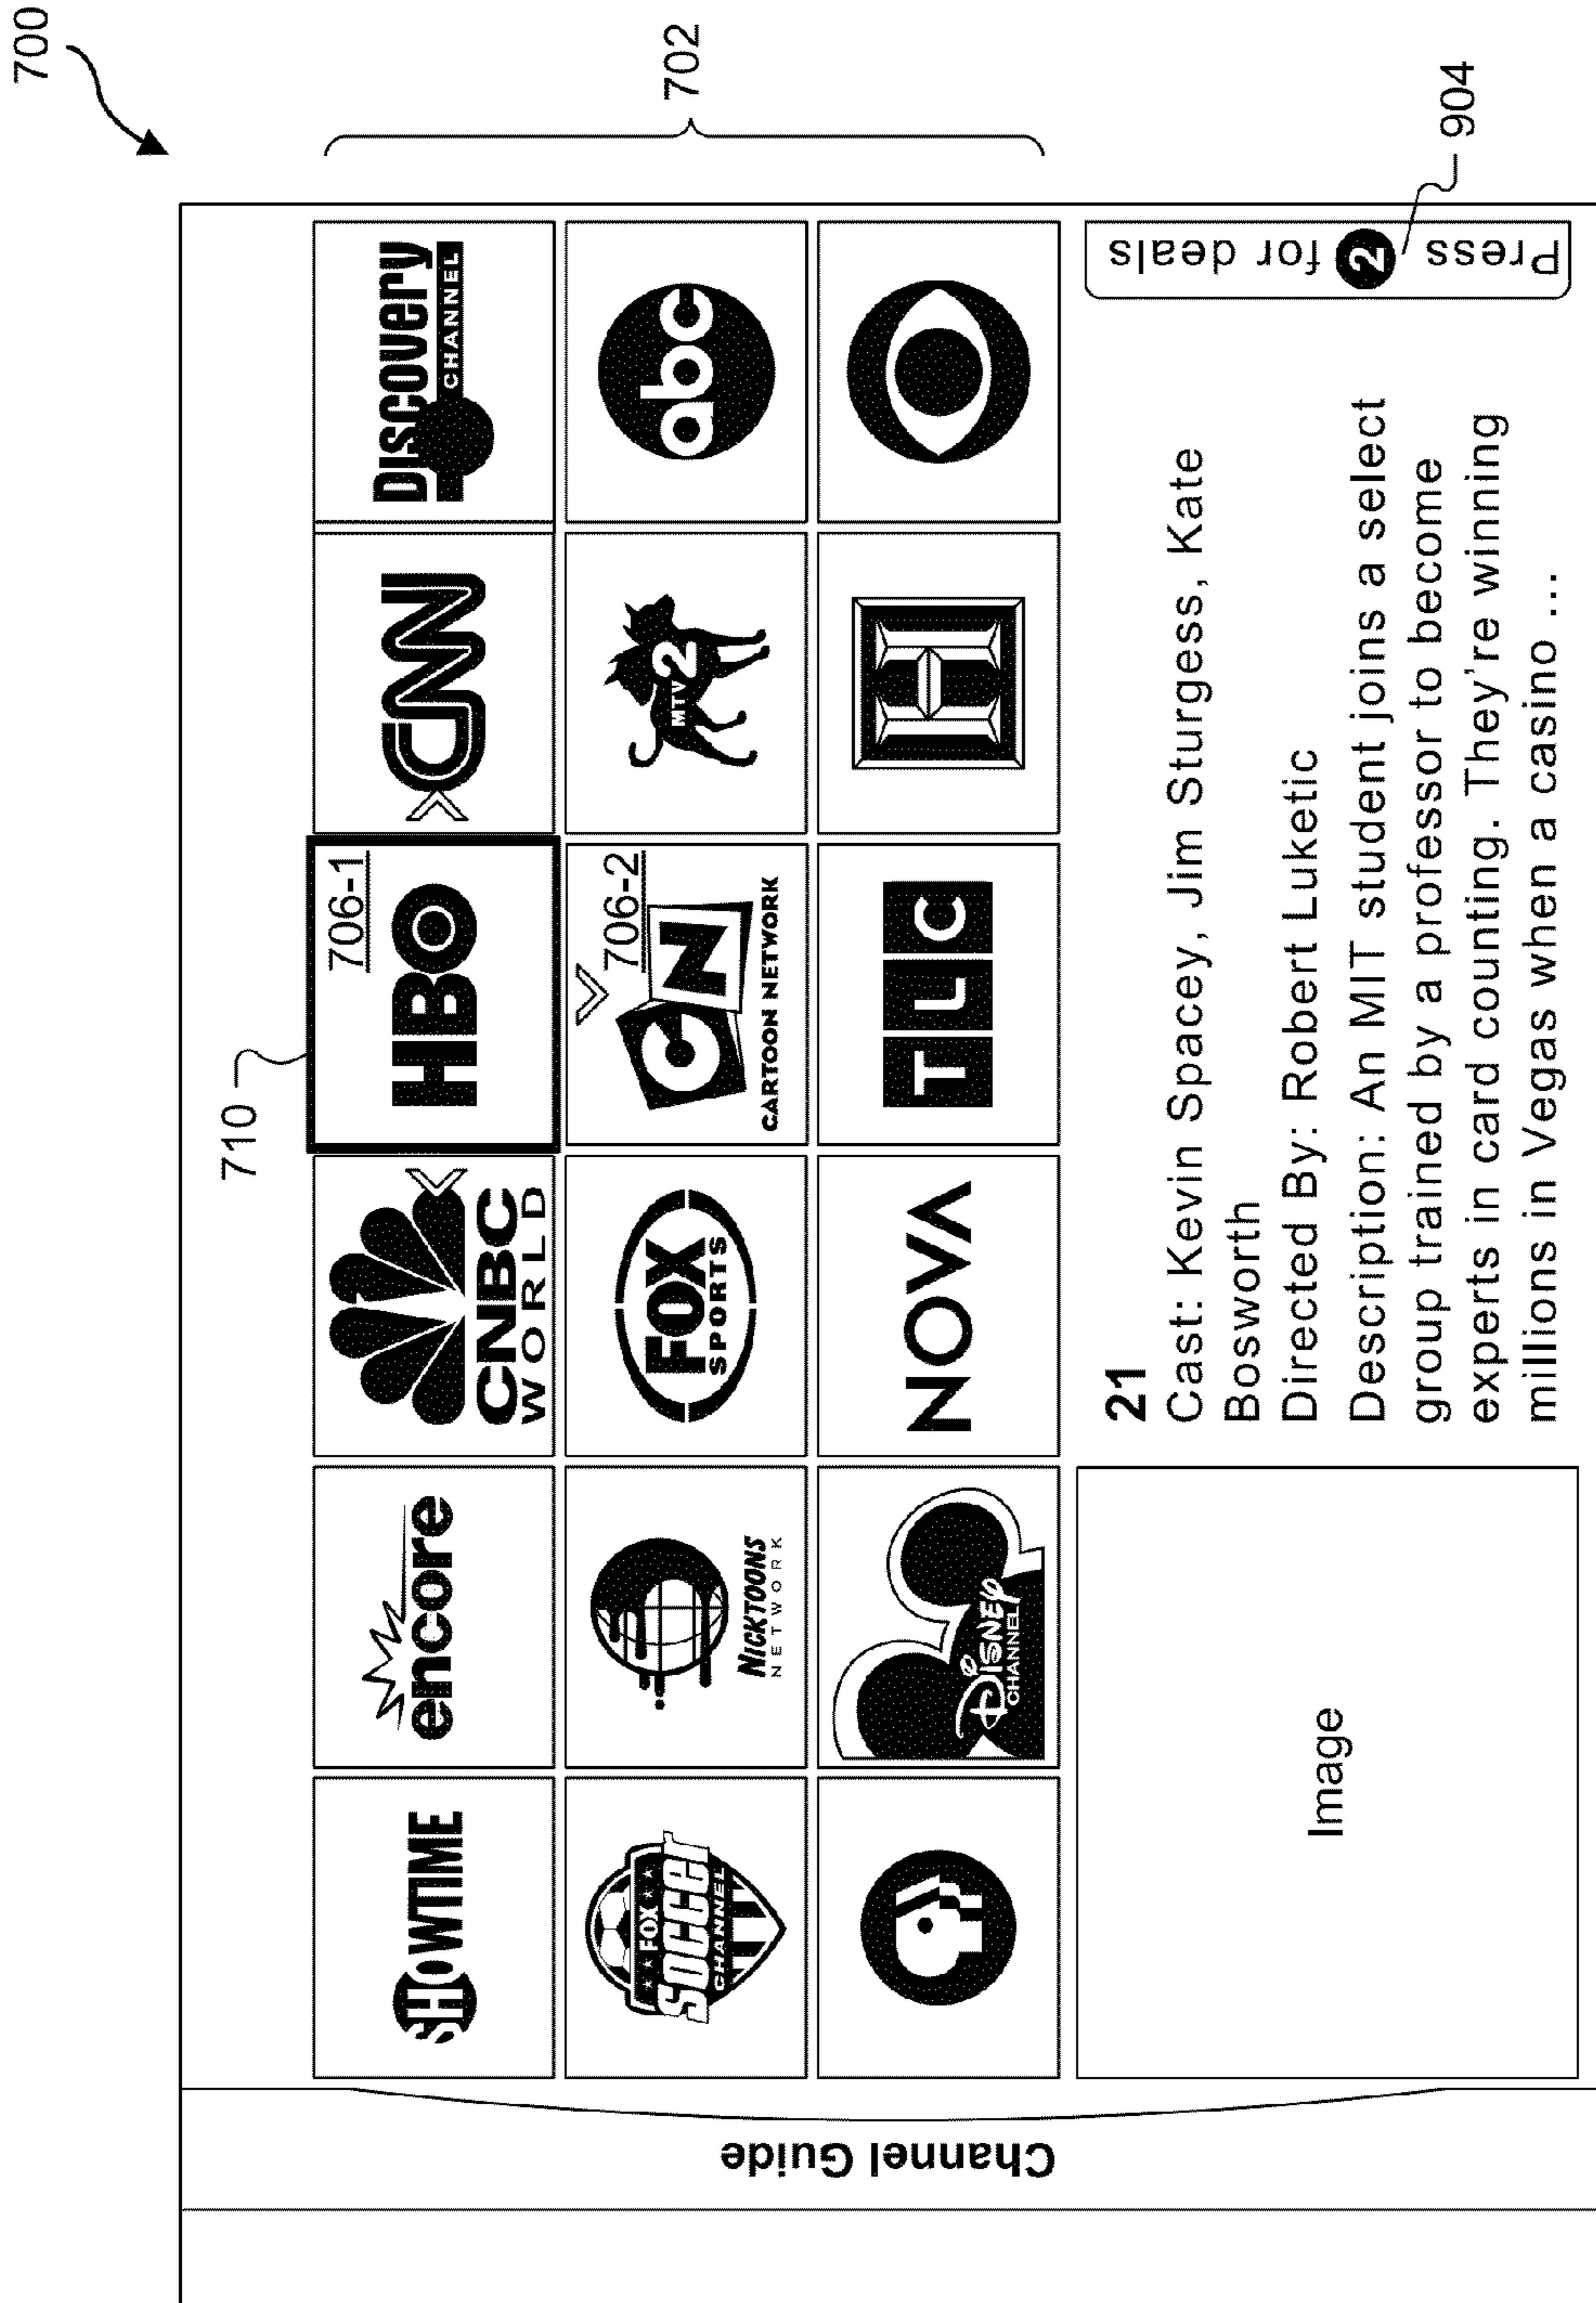 700
702
710
Channel Guide
SHOWTIME
encore
CNBC
WORLD
706-1
HBO
CNN
DISCOVERY
CHANNEL
FOX
SOCCER
CHANNEL
NICKTOONS
NETWORK
FOX
SPORTS
706-2
CN
CARTOON NETWORK
MTV 2
abc
DISNEY
CHANNEL
NOVA
TLC
H
Image
21
Cast: Kevin Spacey, Jim Sturgess, Kate
Bosworth
Directed By: Robert Luketic
Description: An MIT student joins a select
group trained by a professor to become
experts in card counting. They're winning
millions in Vegas when a casino ...
Press 2 for deals
904